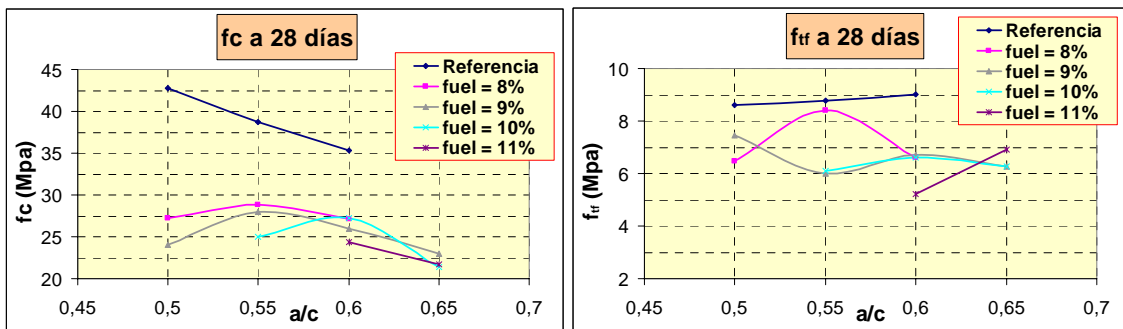 fc a 28 días
Referencia
fuel = 8%
fuel = 9%
fuel = 10%
fuel = 11%
fc (Mpa)
45
40
35
30
25
20
0,45 0,5 0,55 0,6 0,65 0,7
a/c
ftf a 28 días
Referencia
fuel = 8%
fuel = 9%
fuel = 10%
fuel = 11%
ftf (Mpa)
10
8
6
4
2
0,45 0,5 0,55 0,6 0,65 0,7
a/c